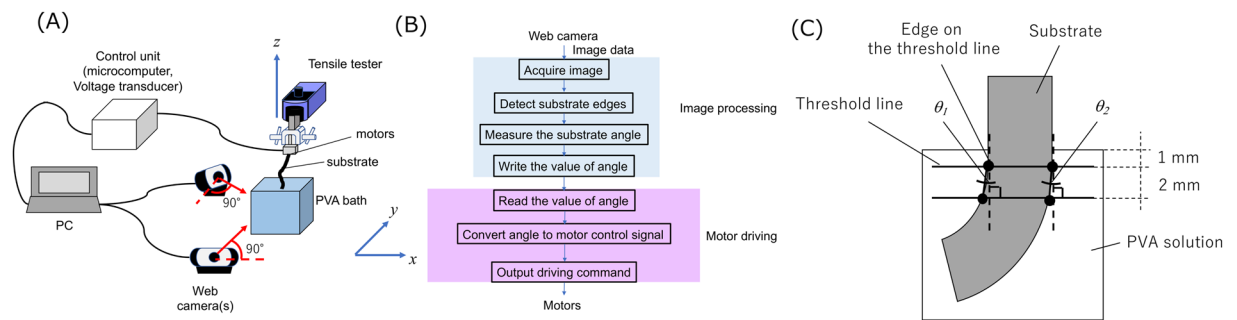 (A)
Control unit
(microcomputer,
Voltage transducer)
z
Tensile tester
motors
substrate
90°
PC
PVA bath
y
x
90°
Web
camera(s)
(B)
Web camera
Image data
Acquire image
Detect substrate edges
Measure the substrate angle
Write the value of angle
Image processing
Read the value of angle
Convert angle to motor control signal
Output driving command
Motor driving
Motors
(C)
Edge on
the threshold line
Substrate
Threshold line
θ1
θ2
1 mm
2 mm
PVA solution